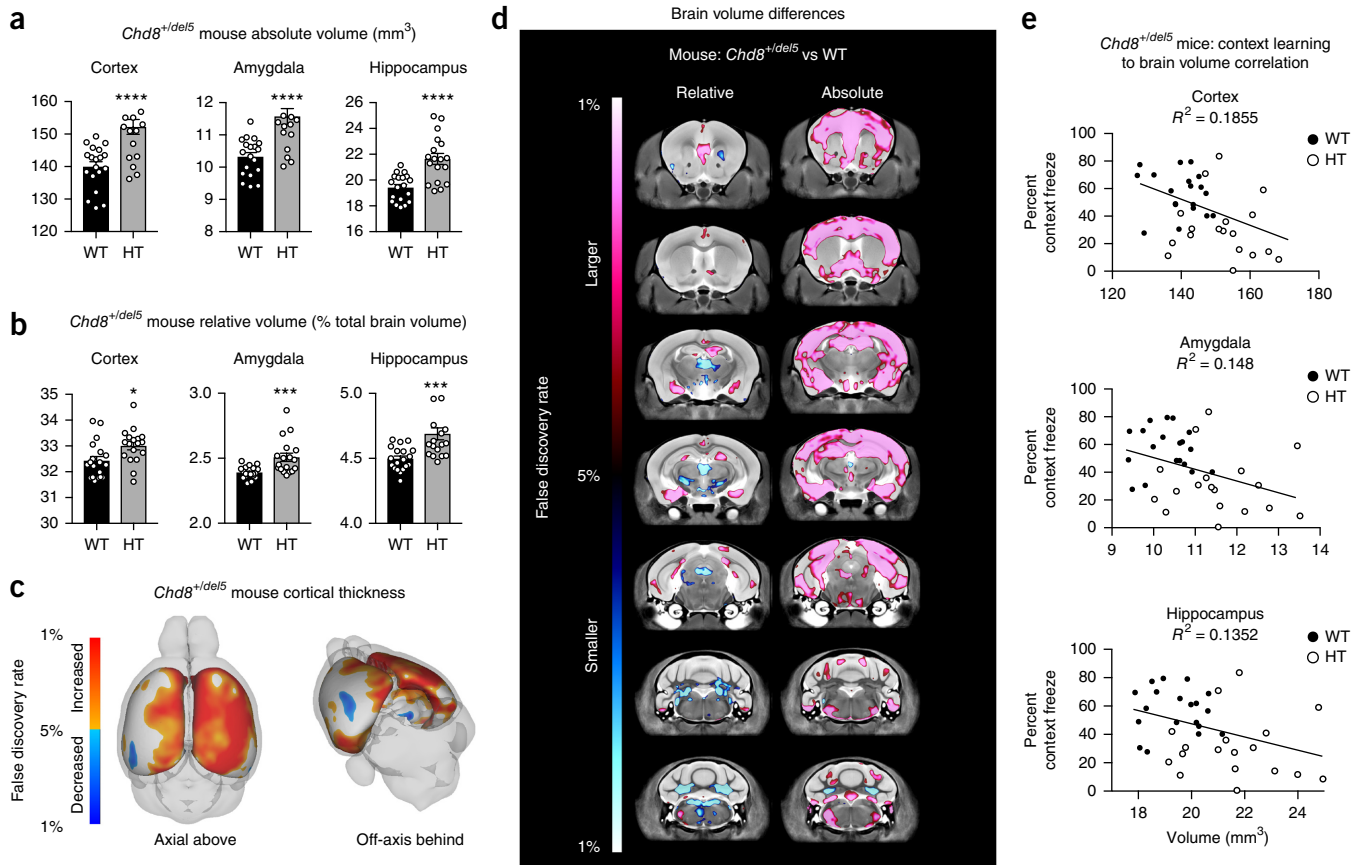 a
Chd8+/del5 mouse absolute volume (mm3)
Cortex
Amygdala
Hippocampus
****
****
****
160
150
140
130
120
12
11
10
9
8
26
24
22
20
18
16
WT HT
WT HT
WT HT
b
Chd8+/del5 mouse relative volume (% total brain volume)
Cortex
Amygdala
Hippocampus
*
***
***
35
34
33
32
31
30
3.0
2.5
2.0
5.0
4.5
4.0
WT HT
WT HT
WT HT
c
Chd8+/del5 mouse cortical thickness
1%
5%
1%
False discovery rate
Increased
Decreased
Axial above
Off-axis behind
d
Brain volume differences
Mouse: Chd8+/del5 vs WT
Relative
Absolute
1%
Larger
False discovery rate
5%
Smaller
1%
e
Chd8+/del5 mice: context learning
to brain volume correlation
Cortex
R2 = 0.1855
WT
HT
Percent
context freeze
100
80
60
40
20
0
120 140 160 180
Amygdala
R2 = 0.148
WT
HT
Percent
context freeze
100
80
60
40
20
0
9 10 11 12 13 14
Hippocampus
R2 = 0.1352
WT
HT
Percent
context freeze
100
80
60
40
20
0
18 20 22 24
Volume (mm3)